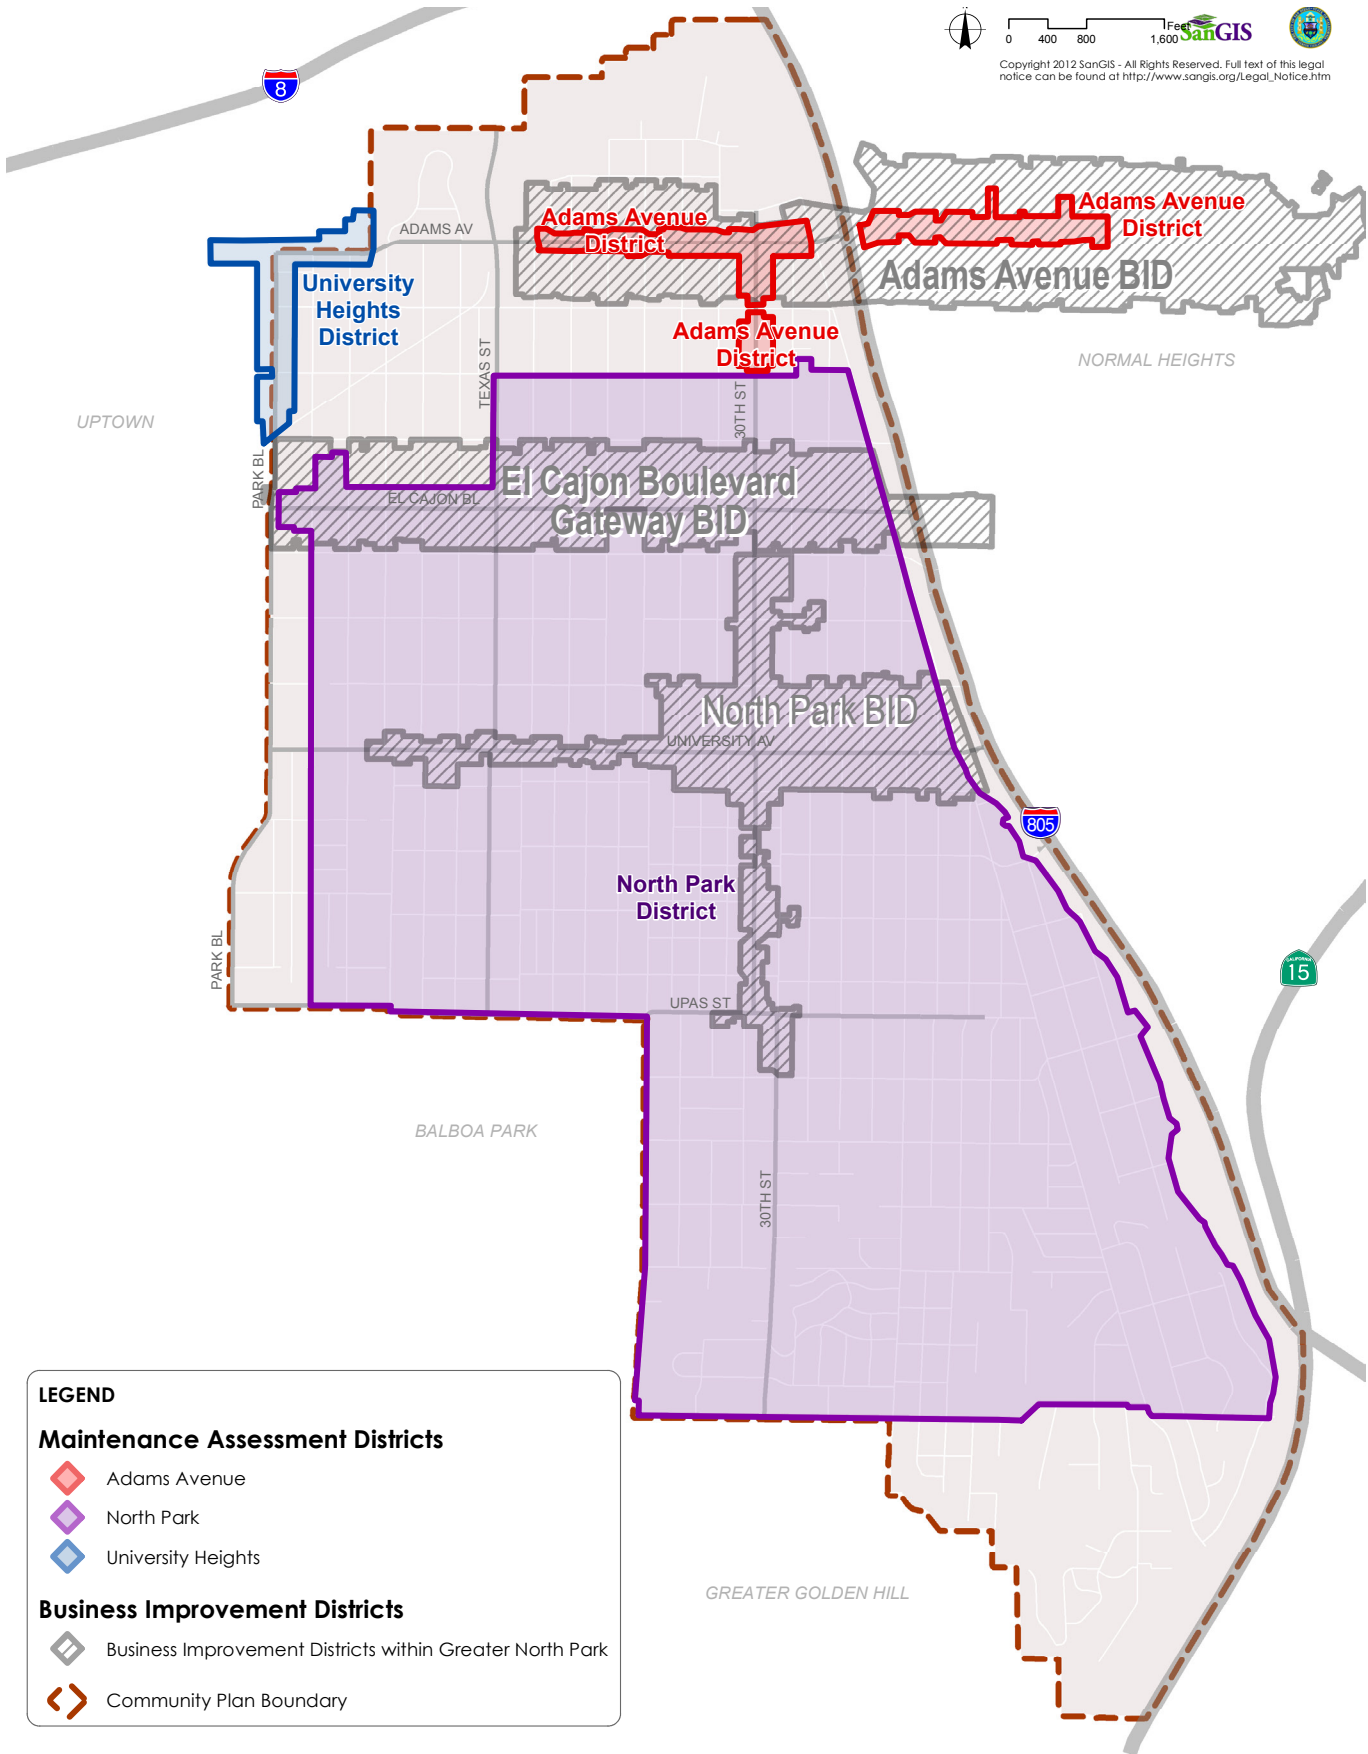 0 400 800 1,600
Feet
SanGIS
Copyright 2012 SanGIS - All Rights Reserved. Full text of this legal
notice can be found at http://www.sangis.org/Legal_Notice.htm
8
ADAMS AV
Adams Avenue
District
Adams Avenue
District
Adams Avenue BID
University
Heights
District
Adams Avenue
District
NORMAL HEIGHTS
TEXAS ST
30TH ST
UPTOWN
PARK BL
EL CAJON BL
El Cajon Boulevard
Gateway BID
North Park BID
UNIVERSITY AV
805
North Park
District
PARK BL
CALIFORNIA
15
UPAS ST
BALBOA PARK
30TH ST
GREATER GOLDEN HILL
LEGEND
Maintenance Assessment Districts
Adams Avenue
North Park
University Heights
Business Improvement Districts
Business Improvement Districts within Greater North Park
Community Plan Boundary